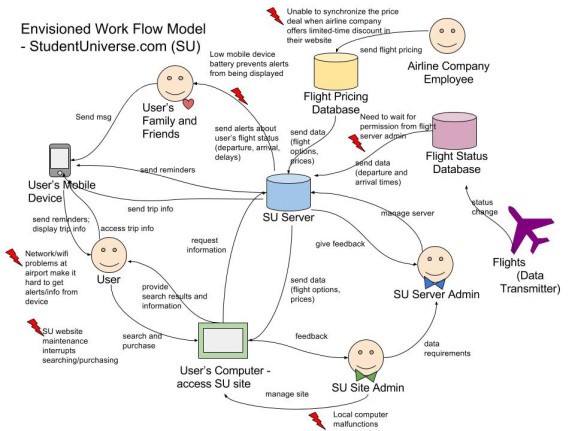 Envisioned Work Flow Model
- StudentUniverse.com (SU)
Unable to synchronize the price
deal when airline company
offers limited-time discount in
their website
send flight pricing
Airline Company
Employee
Low mobile device
battery prevents alerts
from being displayed
Flight Pricing
Database
User's
Family and
Friends
Send msg
send alerts about
user's flight status
(departure, arrival,
delays)
send data
(flight
options,
prices)
Need to wait for
permission from flight
server admin
Flight Status
Database
send data
(departure and
arrival times)
send reminders
User's Mobile
Device
send trip info
SU Server
status
change
manage server
send reminders;
display trip info
access trip info
request
information
give feedback
Flights
(Data
Transmitter)
Network/wifi
problems at
airport make it
hard to get
alerts/info from
device
User
provide
search results and
information
send data
(flight options,
prices)
SU Server Admin
SU website
maintenance
interrupts
searching/purchasing
search and
purchase
feedback
data
requirements
User's Computer -
access SU site
SU Site Admin
manage site
Local computer
malfunctions